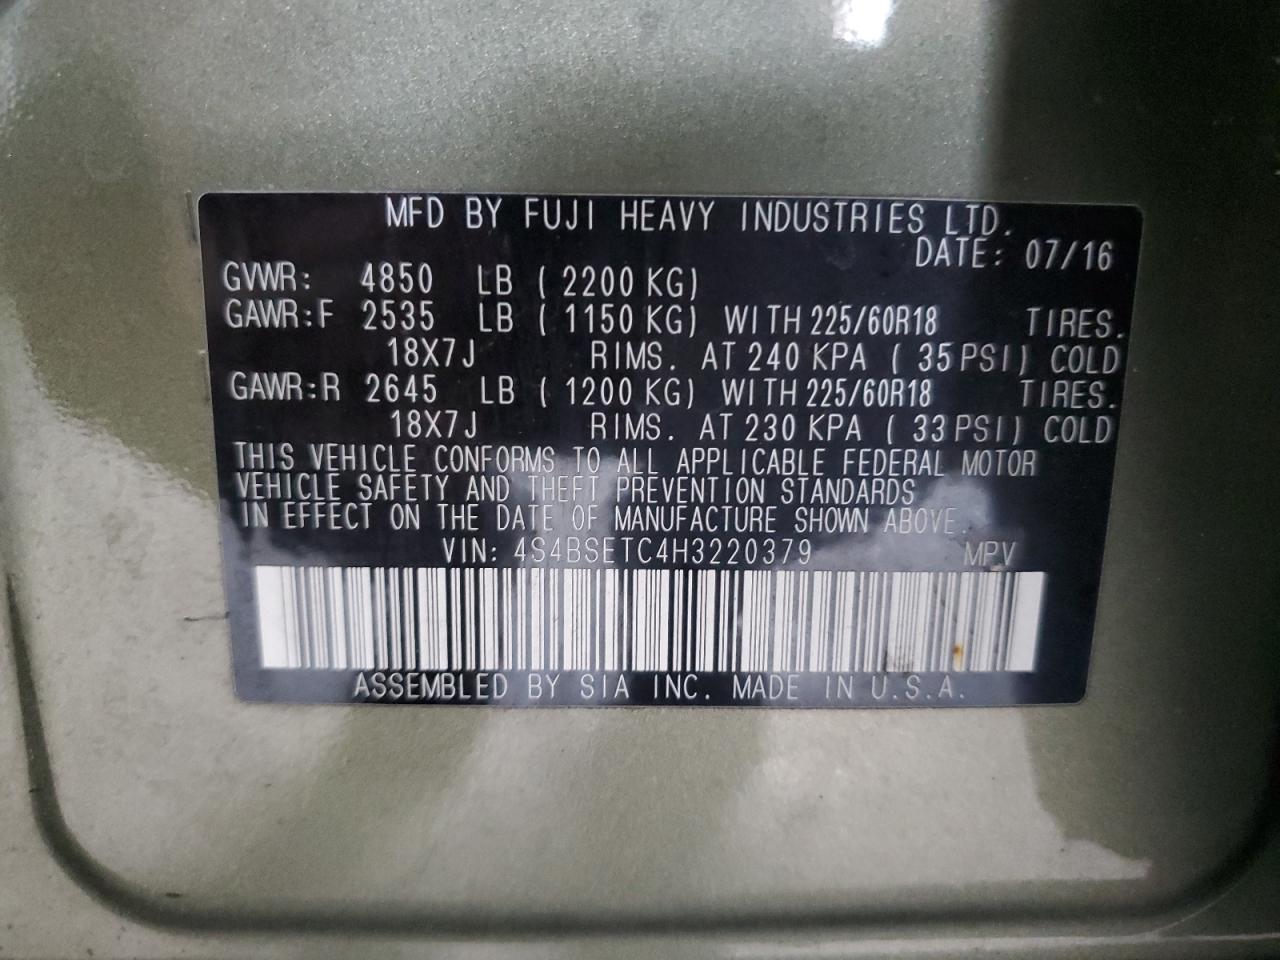 MFD BY FUJI HEAVY INDUSTRIES LTD.
DATE: 07/16
GVWR: 4850 LB ( 2200 KG)
GAWR:F 2535 LB ( 1150 KG) WITH 225/60R18 TIRES.
18X7J RIMS. AT 240 KPA ( 35 PSI) COLD
GAWR:R 2645 LB ( 1200 KG) WITH 225/60R18 TIRES.
18X7J RIMS. AT 230 KPA ( 33 PSI) COLD
THIS VEHICLE CONFORMS TO ALL APPLICABLE FEDERAL MOTOR
VEHICLE SAFETY AND THEFT PREVENTION STANDARDS
IN EFFECT ON THE DATE OF MANUFACTURE SHOWN ABOVE.
VIN: 4S4BSETC4H3220379 MPV
ASSEMBLED BY SIA INC. MADE IN U.S.A.